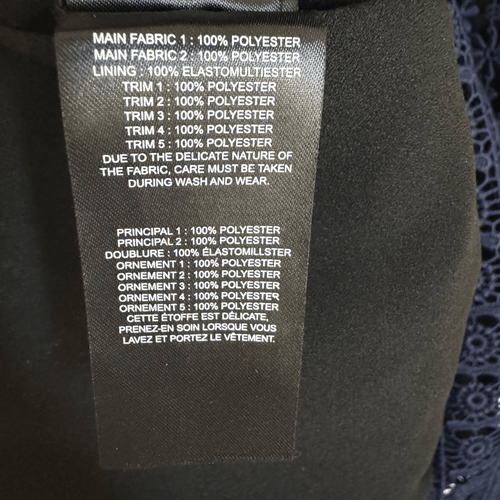 MAIN FABRIC 1 : 100% POLYESTER
MAIN FABRIC 2 : 100% POLYESTER
LINING : 100% ELASTOMULTIESTER
TRIM 1 : 100% POLYESTER
TRIM 2 : 100% POLYESTER
TRIM 3 : 100% POLYESTER
TRIM 4 : 100% POLYESTER
TRIM 5 : 100% POLYESTER
DUE TO THE DELICATE NATURE OF
THE FABRIC, CARE MUST BE TAKEN
DURING WASH AND WEAR.
PRINCIPAL 1 : 100% POLYESTER
PRINCIPAL 2 : 100% POLYESTER
DOUBLURE : 100% ÉLASTOMILLSTER
ORNEMENT 1 : 100% POLYESTER
ORNEMENT 2 : 100% POLYESTER
ORNEMENT 3 : 100% POLYESTER
ORNEMENT 4 : 100% POLYESTER
ORNEMENT 5 : 100% POLYESTER
CETTE ÉTOFFE EST DÉLICATE,
PRENEZ-EN SOIN LORSQUE VOUS
LAVEZ ET PORTEZ LE VÊTEMENT.